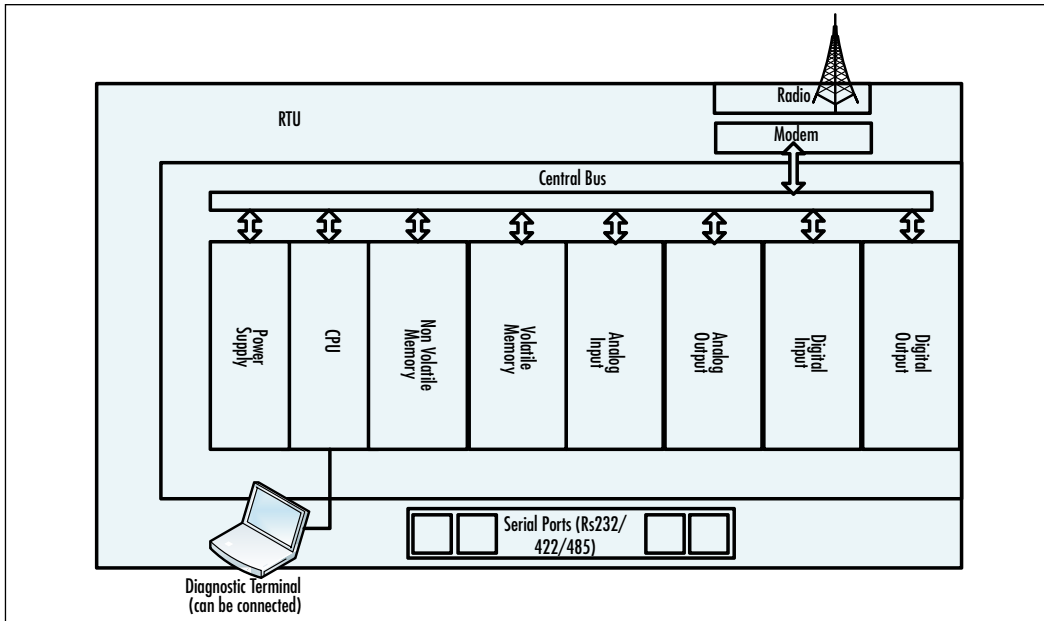 Radio
RTU
Modem
Central Bus
Power
Supply
CPU
Non Volatile
Memory
Volatile
Memory
Analog
Input
Analog
Output
Digital
Input
Digital
Output
Serial Ports (Rs232/
422/485)
Diagnostic Terminal
(can be connected)